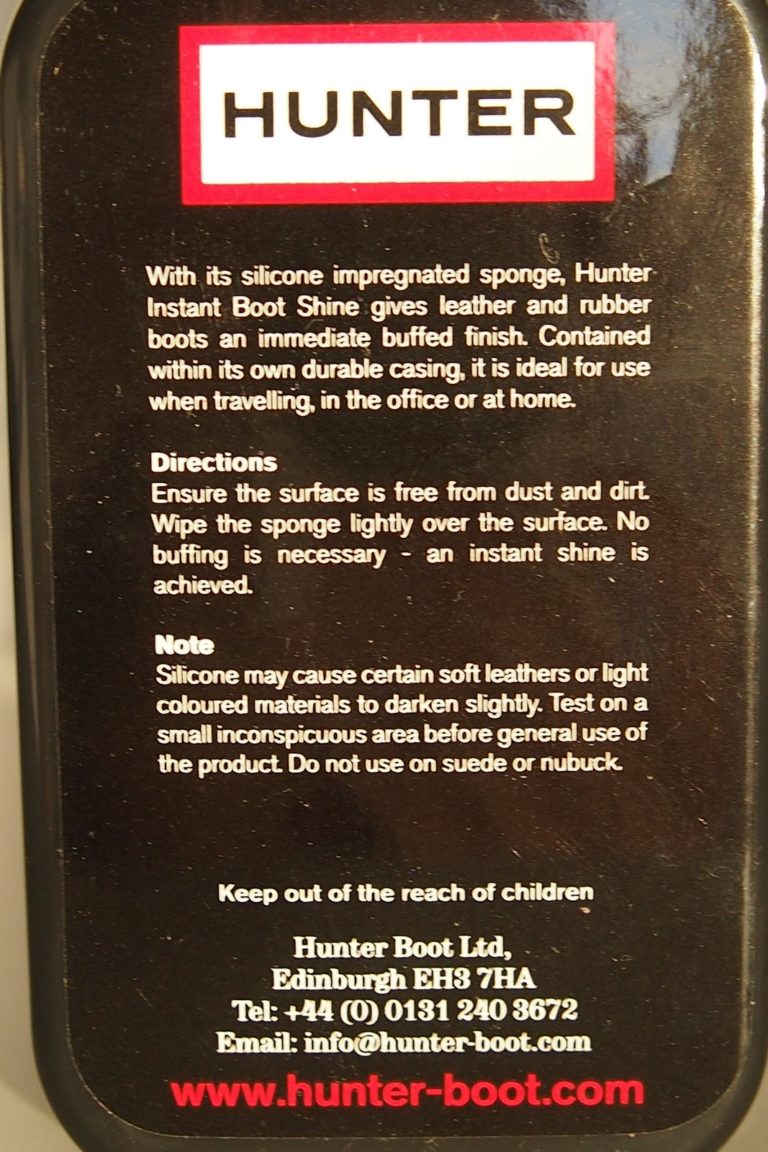 HUNTER
With its silicone impregnated sponge, Hunter
Instant Boot Shine gives leather and rubber
boots an immediate buffed finish. Contained
within its own durable casing, it is ideal for use
when travelling, in the office or at home.
Directions
Ensure the surface is free from dust and dirt.
Wipe the sponge lightly over the surface. No
buffing is necessary - an instant shine is
achieved.
Note
Silicone may cause certain soft leathers or light
coloured materials to darken slightly. Test on a
small inconspicuous area before general use of
the product. Do not use on suede or nubuck.
Keep out of the reach of children
Hunter Boot Ltd,
Edinburgh EH3 7HA
Tel: +44 (0) 0131 240 3672
Email: info@hunter-boot.com
www.hunter-boot.com